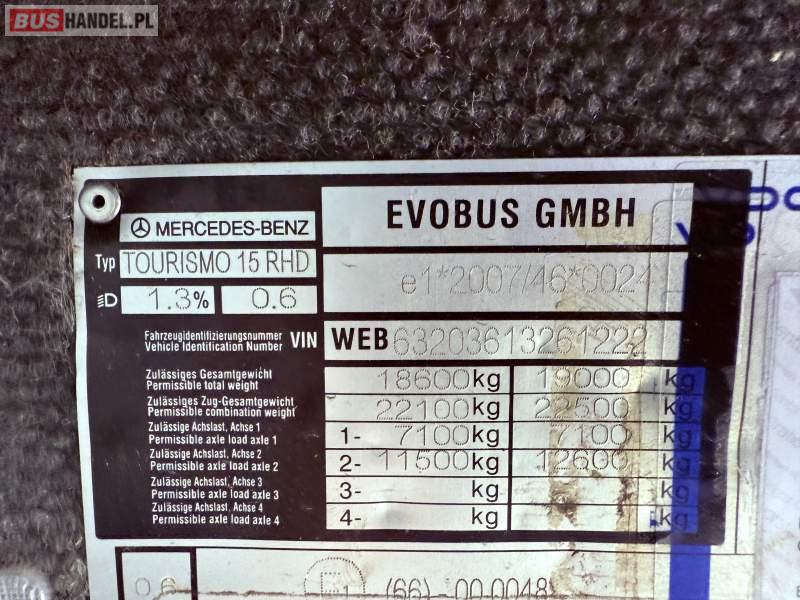 BUSHANDEL.PL
MERCEDES-BENZ
EVOBUS GMBH
Typ TOURISMO 15 RHD
e1*2007/46*0024
1.3% 0.6
Fahrzeugidentifizierungsnummer
Vehicle Identification Number VIN WEB63203613261222
Zulässiges Gesamtgewicht
Permissible total weight 18600kg 19000 kg
Zulässiges Zug-Gesamtgewicht
Permissible combination weight 22100kg 22500 kg
Zulässige Achslast, Achse 1
Permissible axle load axle 1 1- 7100kg 7100 kg
Zulässige Achslast, Achse 2
Permissible axle load axle 2 2- 11500kg 12600 kg
Zulässige Achslast, Achse 3
Permissible axle load axle 3 3- kg kg
Zulässige Achslast, Achse 4
Permissible axle load axle 4 4- kg kg
0.6 E1 (66)-00 0048